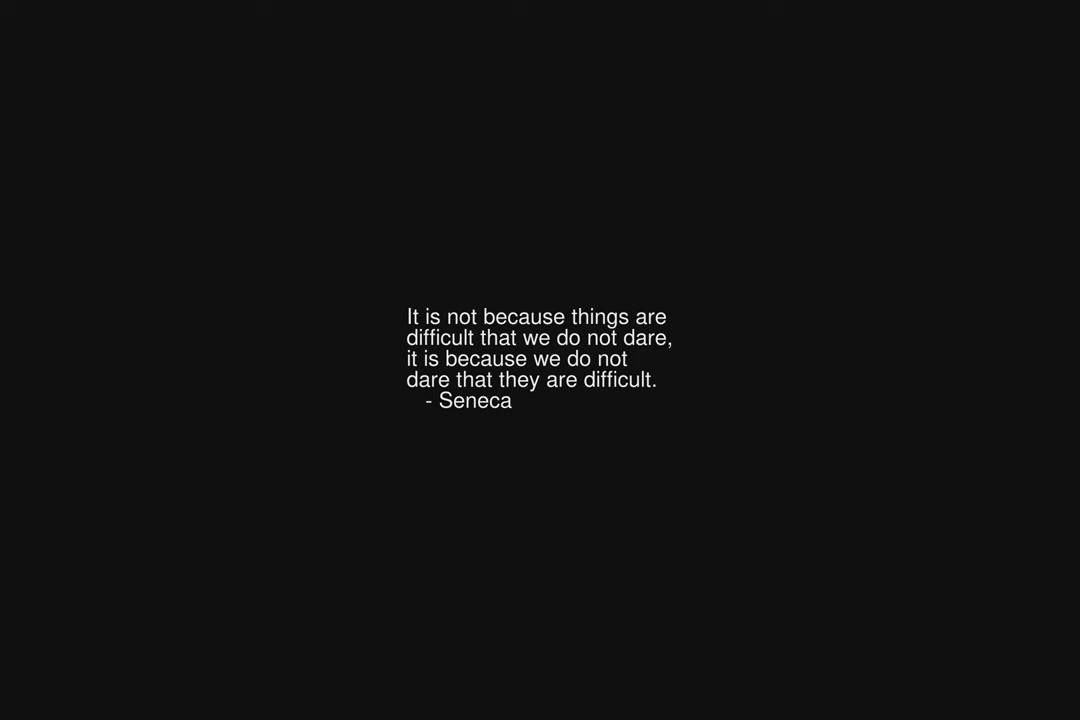 It is not because things are
difficult that we do not dare,
it is because we do not
dare that they are difficult.
- Seneca